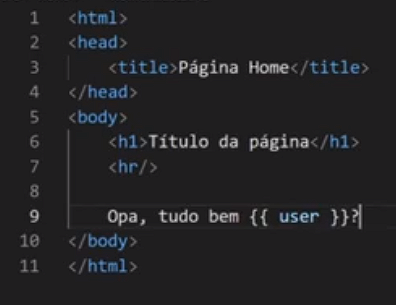 1 <html>
2 <head>
3 <title>Página Home</title>
4 </head>
5 <body>
6 <h1>Título da página</h1>
7 <hr/>
8
9 Opa, tudo bem {{ user }}?
10 </body>
11 </html>